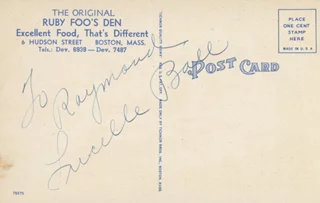 THE ORIGINAL
RUBY FOO'S DEN
Excellent Food, That's Different
6 HUDSON STREET BOSTON, MASS.
Tels.: Dev. 6939 — Dev. 7487
PLACE
ONE CENT
STAMP
HERE
MADE IN U.S.A.
POST CARD
To Raymond
Lucille Ball